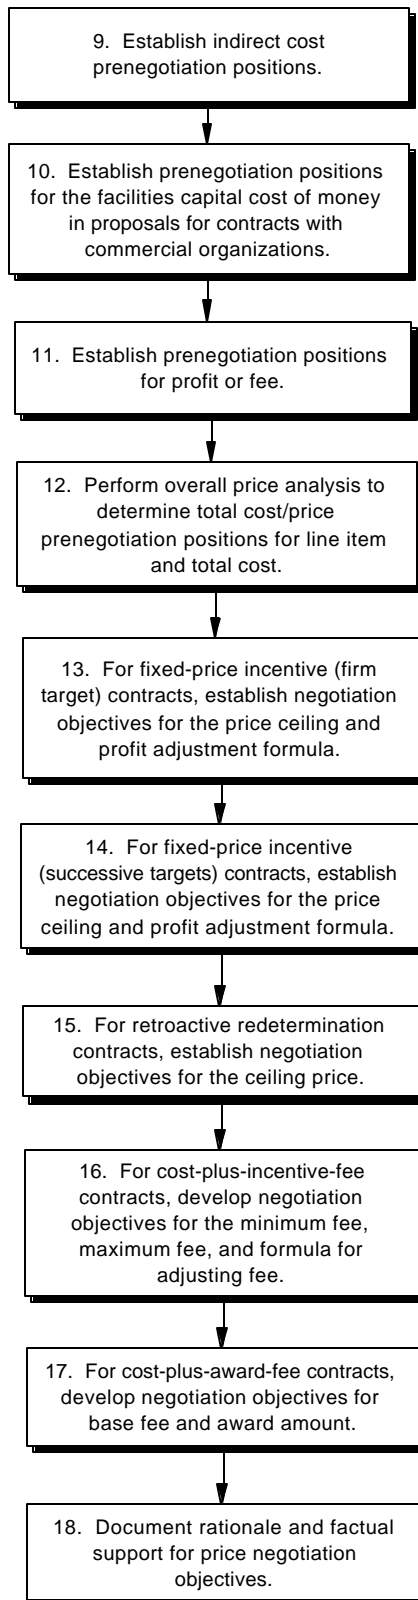 9. Establish indirect cost
prenegotiation positions.
10. Establish prenegotiation positions
for the facilities capital cost of money
in proposals for contracts with
commercial organizations.
11. Establish prenegotiation positions
for profit or fee.
12. Perform overall price analysis to
determine total cost/price
prenegotiation positions for line item
and total cost.
13. For fixed-price incentive (firm
target) contracts, establish negotiation
objectives for the price ceiling and
profit adjustment formula.
14. For fixed-price incentive
(successive targets) contracts, establish
negotiation objectives for the price
ceiling and profit adjustment formula.
15. For retroactive redetermination
contracts, establish negotiation
objectives for the ceiling price.
16. For cost-plus-incentive-fee
contracts, develop negotiation
objectives for the minimum fee,
maximum fee, and formula for
adjusting fee.
17. For cost-plus-award-fee contracts,
develop negotiation objectives for
base fee and award amount.
18. Document rationale and factual
support for price negotiation
objectives.